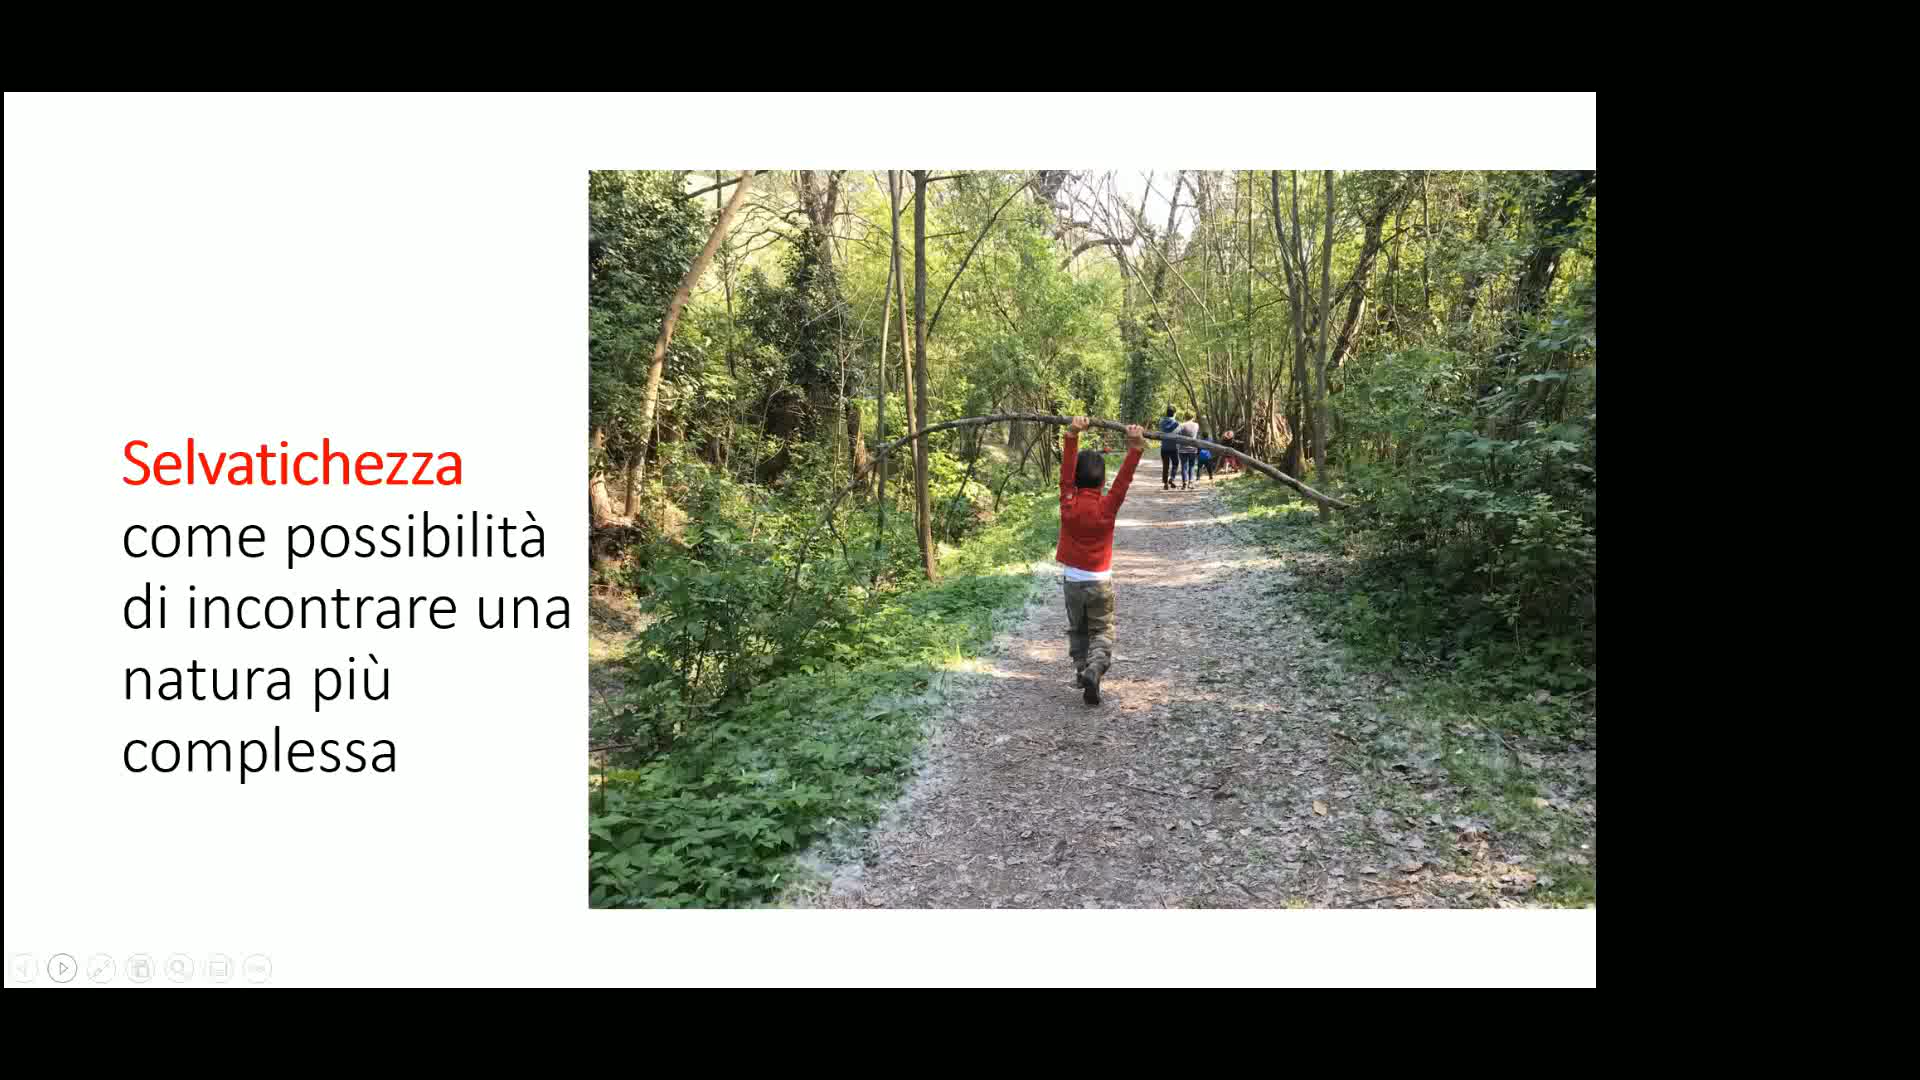 Selvatichezza
come possibilità
di incontrare una
natura più
complessa